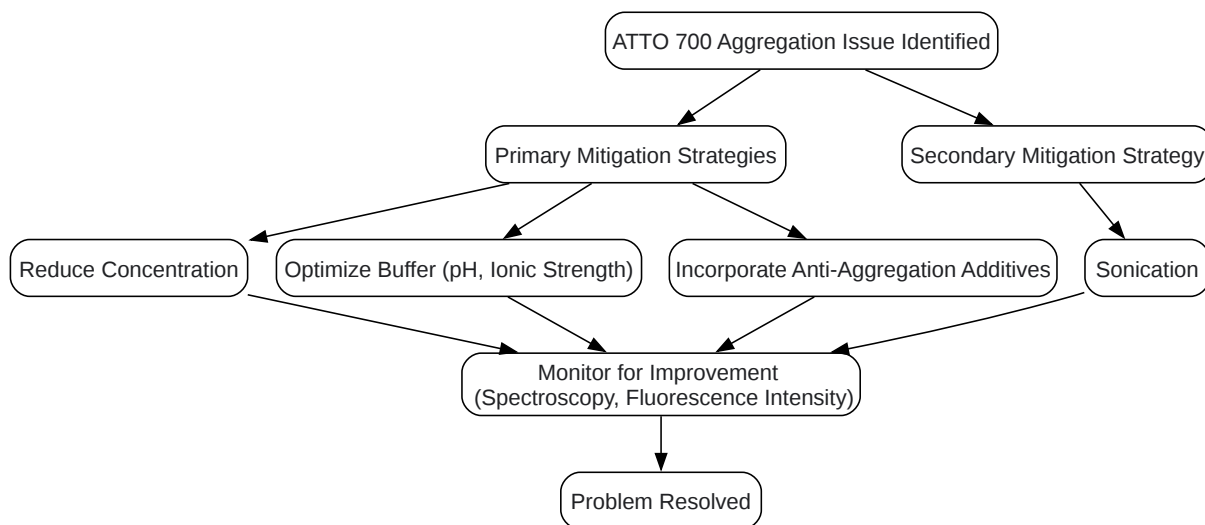 ATTO 700 Aggregation Issue Identified
Primary Mitigation Strategies
Secondary Mitigation Strategy
Reduce Concentration
Optimize Buffer (pH, Ionic Strength)
Incorporate Anti-Aggregation Additives
Sonication
Monitor for Improvement
(Spectroscopy, Fluorescence Intensity)
Problem Resolved